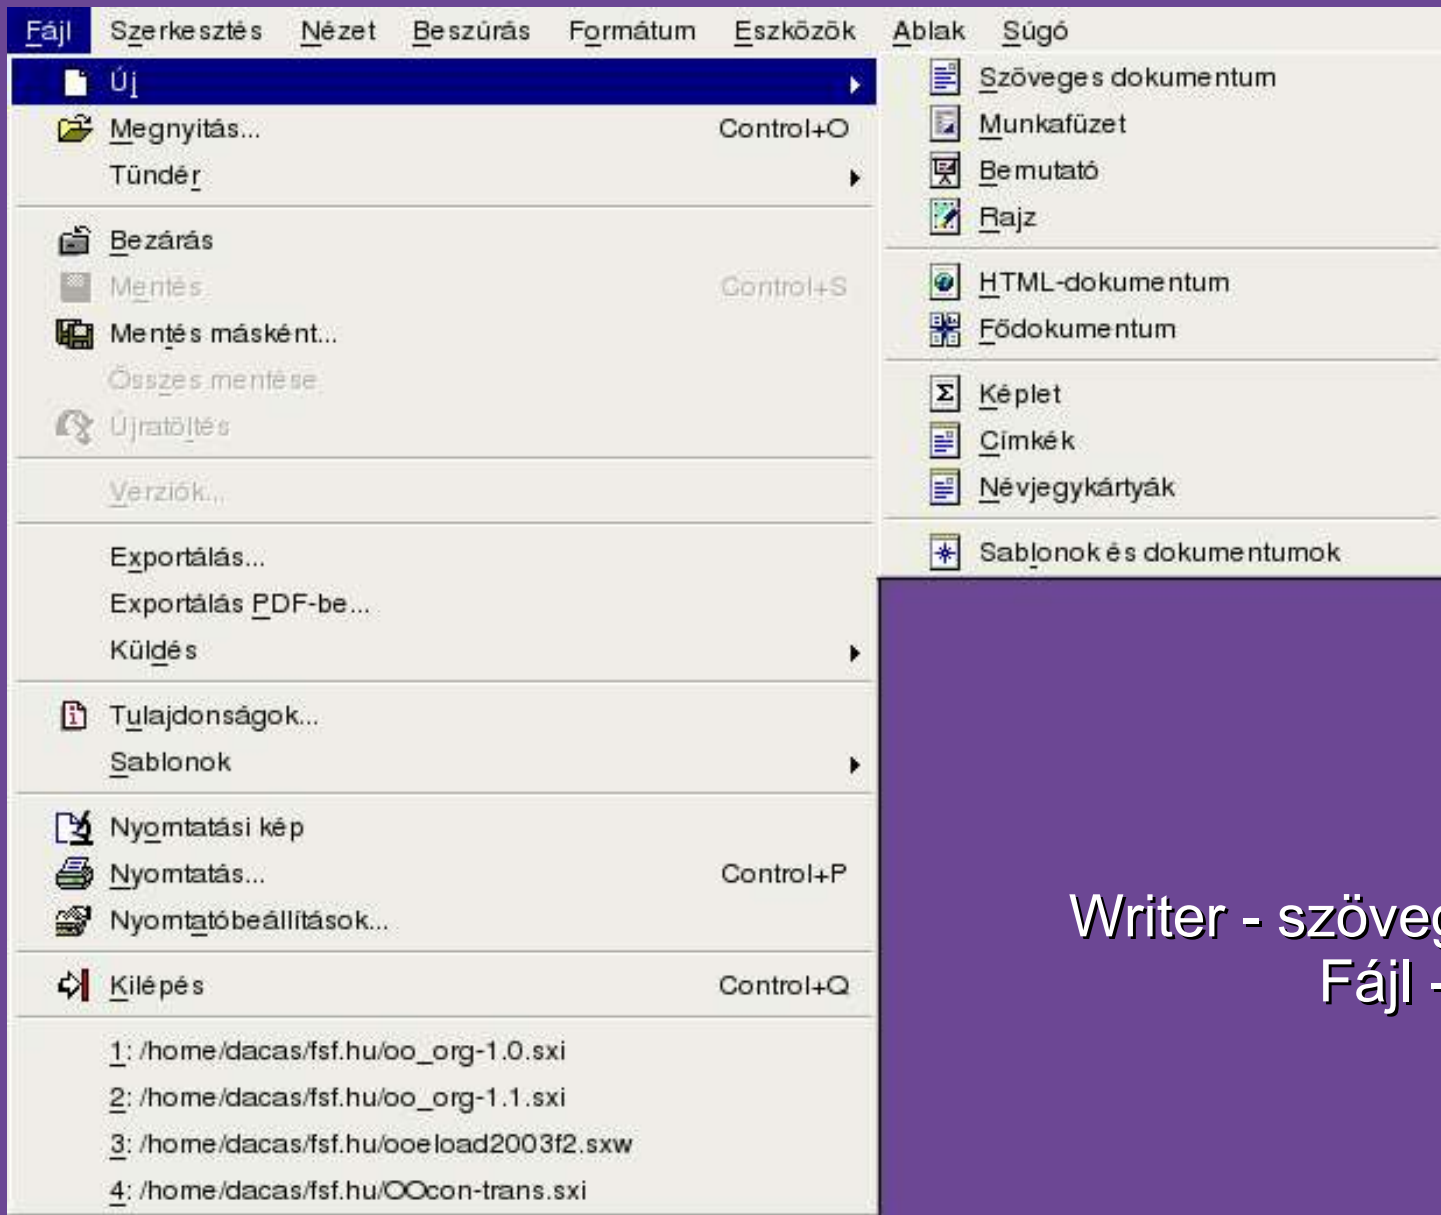 Fájl Szerkesztés Nézet Beszúrás Formátum Eszközök Ablak Súgó
Új
Megnyitás... Control+O
Tündér
Bezárás
Mentés Control+S
Mentés másként...
Összes mentése
Újratöltés
Verziók...
Exportálás...
Exportálás PDF-be...
Küldés
Tulajdonságok...
Sablonok
Nyomtatási kép
Nyomtatás... Control+P
Nyomtatóbeállítások...
Kilépés Control+Q
1: /home/dacas/fsf.hu/oo_org-1.0.sxi
2: /home/dacas/fsf.hu/oo_org-1.1.sxi
3: /home/dacas/fsf.hu/ooeload2003f2.sxw
4: /home/dacas/fsf.hu/OOcon-trans.sxi
Szöveges dokumentum
Munkafüzet
Bemutató
Rajz
HTML-dokumentum
Fődokumentum
Képlet
Címkék
Névjegykártyák
Sablonok és dokumentumok
Writer - szöveg
Fájl -